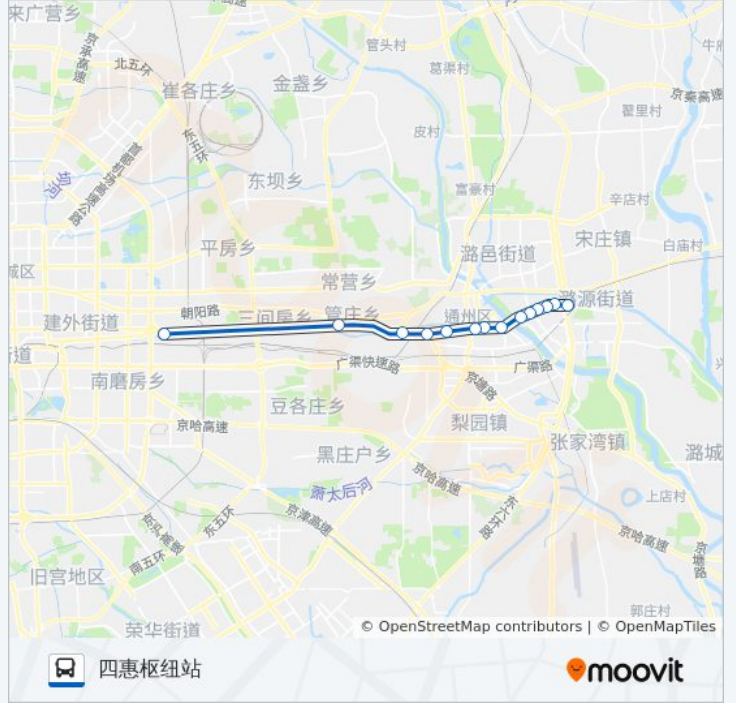 来广营乡
管头村
京承高速
北五环
葛渠村
崔各庄乡
金盏乡
京秦高速
翟里村
东五环
皮村
首都机场高速公路
坝河
东坝乡
富豪村
辛店村
宋庄镇
平房乡
潞邑街道
白庙村
城区
常营乡
潞源街道
朝阳路
建外街道
三间房乡
管庄乡
通州区
街道
广渠快速路
广渠路
南磨房乡
京塘路
豆各庄乡
京哈高速
梨园镇
张家湾镇
黑庄户乡
潞城
京哈高速
萧太后河
上店村
东六环路
京津高速
东五环
京哈高速
京塘路
南五环
旧宫地区
郭庄村
荣华街道
© OpenStreetMap contributors | © OpenMapTiles
四惠枢纽站
moovit